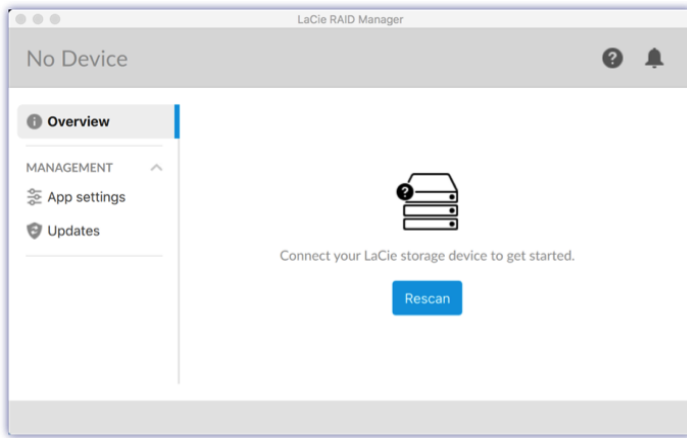 LaCie RAID Manager
No Device
Overview
MANAGEMENT
App settings
Updates
Connect your LaCie storage device to get started.
Rescan